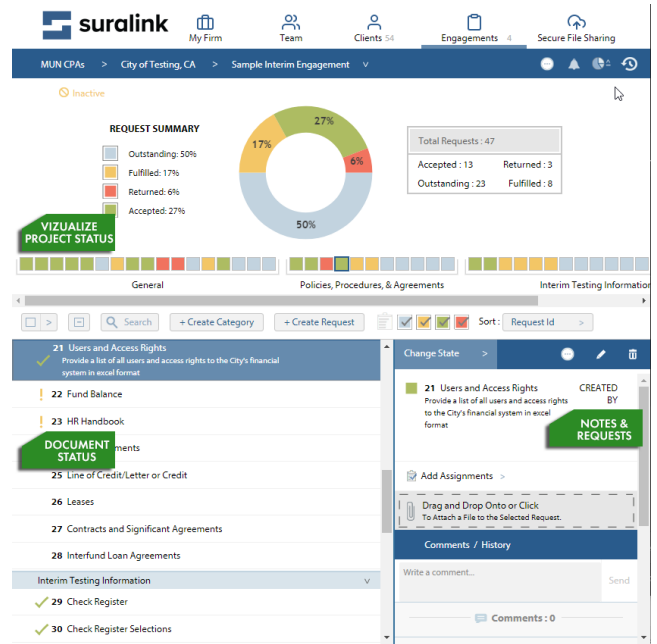 suralink
My Firm
Team
Clients 54
Engagements 4
Secure File Sharing
MUN CPAs > City of Testing, CA > Sample Interim Engagement v
Inactive
REQUEST SUMMARY
Outstanding: 50%
Fulfilled: 17%
Returned: 6%
Accepted: 27%
27%
17%
6%
50%
Total Requests : 47
Accepted : 13 Returned : 3
Outstanding : 23 Fulfilled : 8
VIZUALIZE
PROJECT STATUS
General
Policies, Procedures, & Agreements
Interim Testing Information
Search
+ Create Category
+ Create Request
Sort :
Request Id >
21 Users and Access Rights
Provide a list of all users and access rights to the City's financial
system in excel format
22 Fund Balance
23 HR Handbook
DOCUMENT
STATUS
ments
25 Line of Credit/Letter or Credit
26 Leases
27 Contracts and Significant Agreements
28 Interfund Loan Agreements
Interim Testing Information v
29 Check Register
30 Check Register Selections
Change State >
21 Users and Access Rights
Provide a list of all users and access rights
to the City's financial system in excel
format
CREATED
BY
NOTES &
REQUESTS
Add Assignments >
Drag and Drop Onto or Click
To Attach a File to the Selected Request.
Comments / History
Write a comment...
Send
Comments : 0